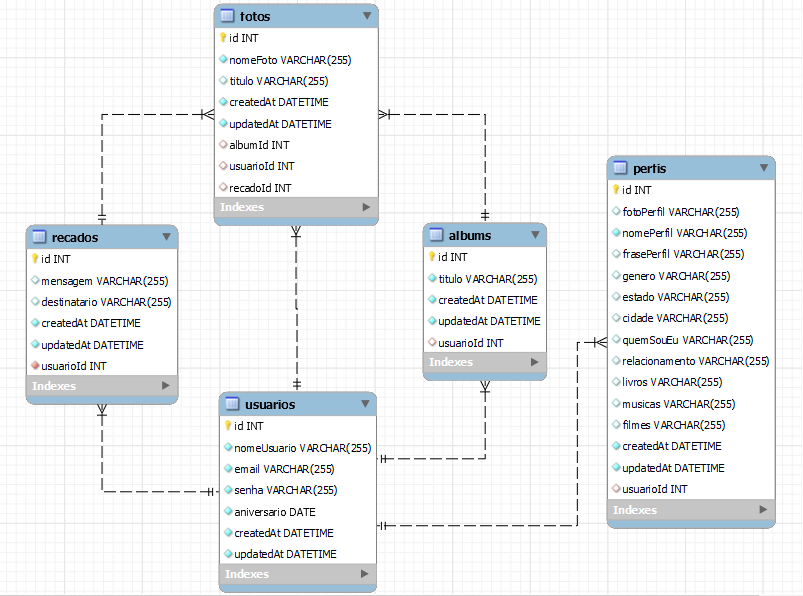 fotos
id INT
nomeFoto VARCHAR(255)
titulo VARCHAR(255)
createdAt DATETIME
updatedAt DATETIME
albumId INT
usuarioId INT
recadoId INT
Indexes
recados
id INT
mensagem VARCHAR(255)
destinatario VARCHAR(255)
createdAt DATETIME
updatedAt DATETIME
usuarioId INT
Indexes
albums
id INT
titulo VARCHAR(255)
createdAt DATETIME
updatedAt DATETIME
usuarioId INT
Indexes
usuarios
id INT
nomeUsuario VARCHAR(255)
email VARCHAR(255)
senha VARCHAR(255)
aniversario DATE
createdAt DATETIME
updatedAt DATETIME
Indexes
perfis
id INT
fotoPerfil VARCHAR(255)
nomePerfil VARCHAR(255)
frasePerfil VARCHAR(255)
genero VARCHAR(255)
estado VARCHAR(255)
cidade VARCHAR(255)
quemSouEu VARCHAR(255)
relacionamento VARCHAR(255)
livros VARCHAR(255)
musicas VARCHAR(255)
filmes VARCHAR(255)
createdAt DATETIME
updatedAt DATETIME
usuarioId INT
Indexes